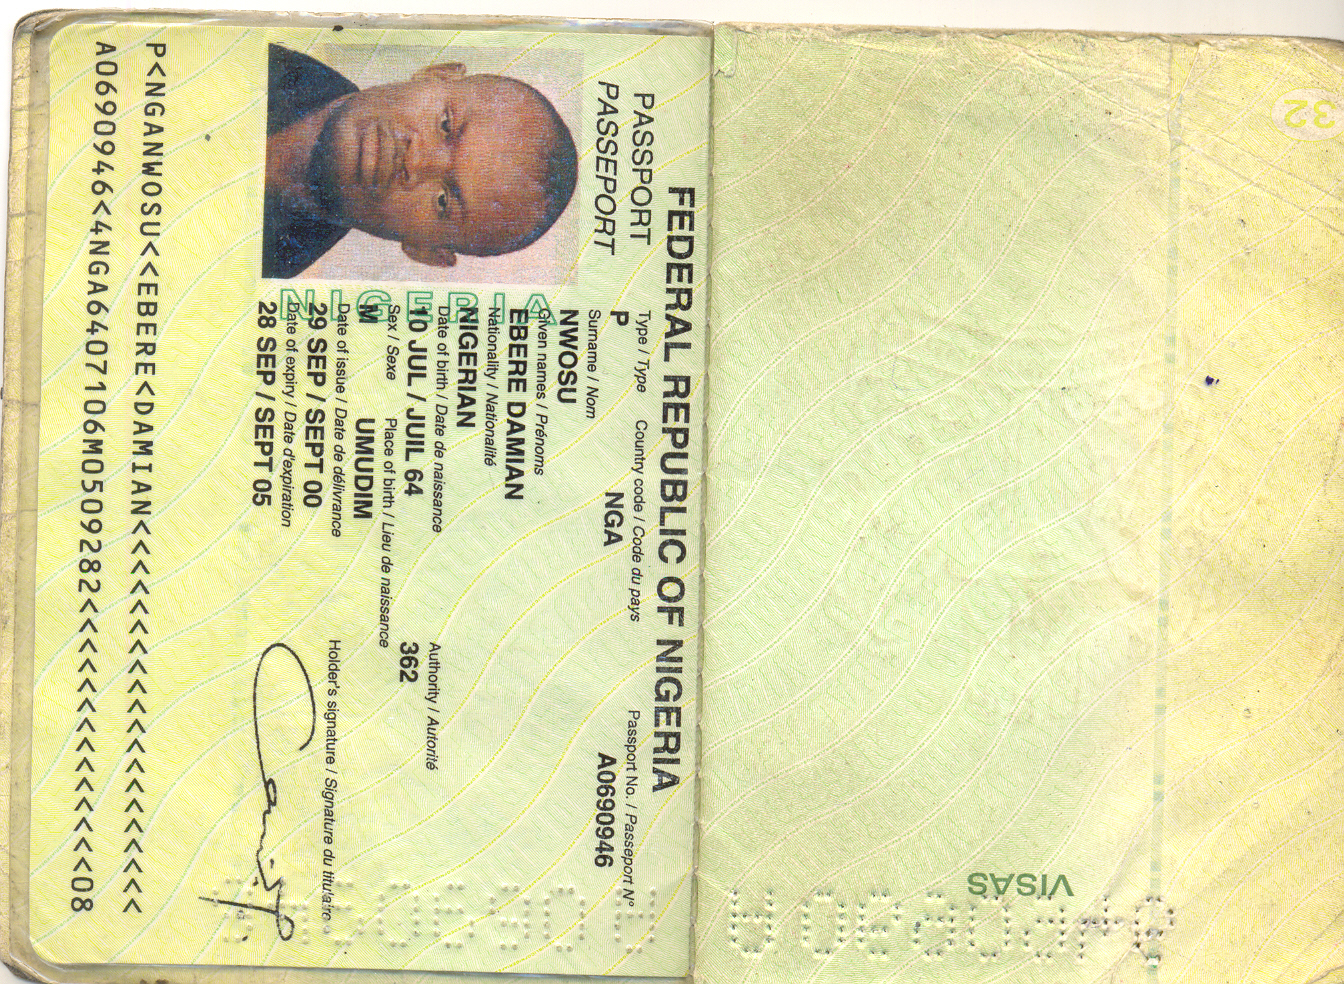 FEDERAL REPUBLIC OF NIGERIA
PASSPORT
PASSEPORT
Type / Type Country code / Code du pays Passport No. / Passeport N°
P NGA A0690946
Surname / Nom
NWOSU
Given names / Prénoms
EBERE DAMIAN
Nationality / Nationalité
NIGERIAN
Date of birth / Date de naissance Authority / Autorité
10 JUL / JUIL 64 362
Sex / Sexe Place of birth / Lieu de naissance
M UMUDIM
Date of issue / Date de délivrance Holder's signature / Signature du titulaire
29 SEP / SEPT 00
Date of expiry / Date d'expiration
28 SEP / SEPT 05
NIGERIA
P<NGANWOSU<<EBERE<DAMIAN<<<<<<<<<<<<<<<<<<<<
A0690946<4NGA6407106M0509282<<<<<<<<<<<<<<08
VISAS
32